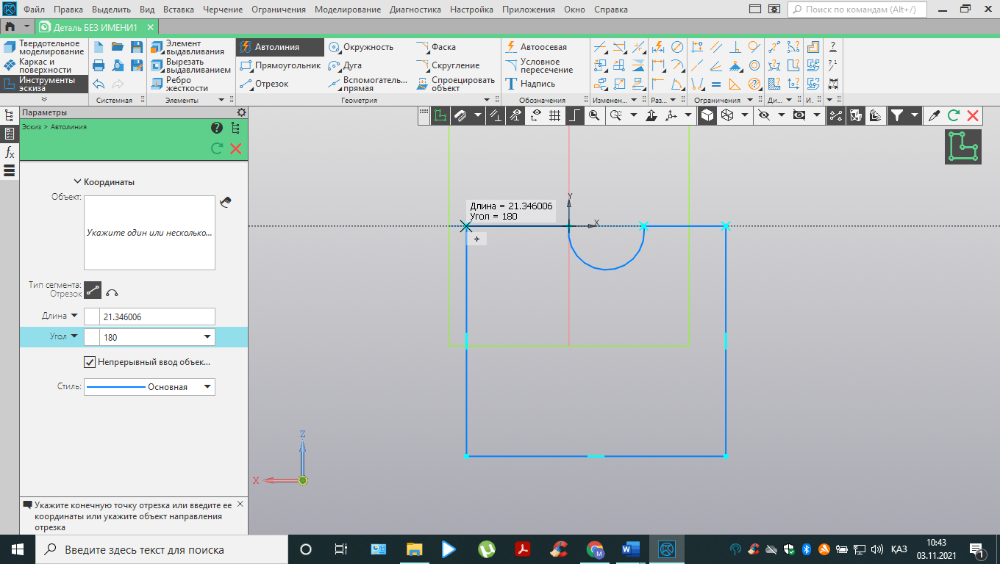 Файл Правка Выделить Вид Вставка Черчение Ограничения Моделирование Диагностика Настройка Приложения Окно Справка
Поиск по командам (Alt+/)
Деталь БЕЗ ИМЕНИ1
Твердотельное моделирование
Каркас и поверхности
Инструменты эскиза
Системная
Элемент выдавливания
Вырезать выдавливанием
Ребро жесткости
Элементы
Автолиния
Прямоугольник
Отрезок
Окружность
Дуга
Вспомогатель... прямая
Фаска
Скругление
Спроецировать объект
Геометрия
Автоосевая
Условное пересечение
Надпись
Обозначения
Изменен...
Раз...
Ограничения
Ди...
И.
Параметры
Эскиз > Автолиния
Координаты
Объект:
Укажите один или несколько...
Тип сегмента:
Отрезок
Длина 21.346006
Угол 180
Непрерывный ввод объек...
Стиль: Основная
Укажите конечную точку отрезка или введите ее
координаты или укажите объект направления
отрезка
Длина = 21.346006
Угол = 180
Y
X
Z
X
Введите здесь текст для поиска
ҚАЗ
10:43
03.11.2021
1